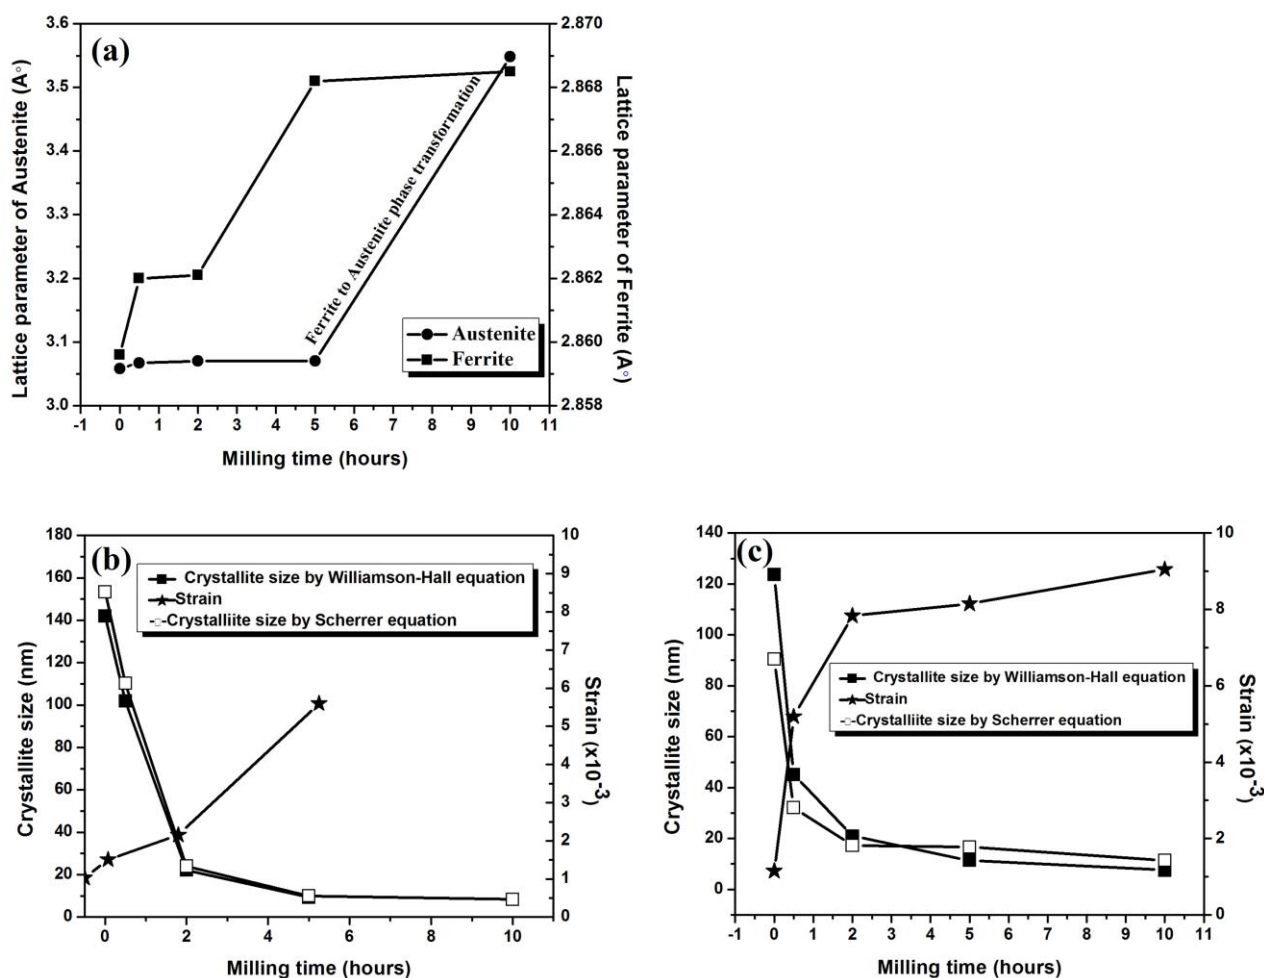 (a)
3.6
3.5
3.4
3.3
3.2
3.1
3.0
Lattice parameter of Austenite (A°)
2.870
2.868
2.866
2.864
2.862
2.860
2.858
Lattice parameter of Ferrite (A°)
Ferrite to Austenite phase transformation
Austenite
Ferrite
-1 0 1 2 3 4 5 6 7 8 9 10 11
Milling time (hours)
(b)
180
160
140
120
100
80
60
40
20
0
Crystallite size (nm)
Crystallite size by Williamson-Hall equation
Strain
Crystalliite size by Scherrer equation
10
9
8
7
6
5
4
3
2
1
0
Strain (x10-3)
0 2 4 6 8 10
Milling time (hours)
(c)
140
120
100
80
60
40
20
0
Crystallite size (nm)
Crystallite size by Williamson-Hall equation
Strain
Crystalliite size by Scherrer equation
10
8
6
4
2
0
Strain (x10-3)
-1 0 1 2 3 4 5 6 7 8 9 10 11
Milling time (hours)